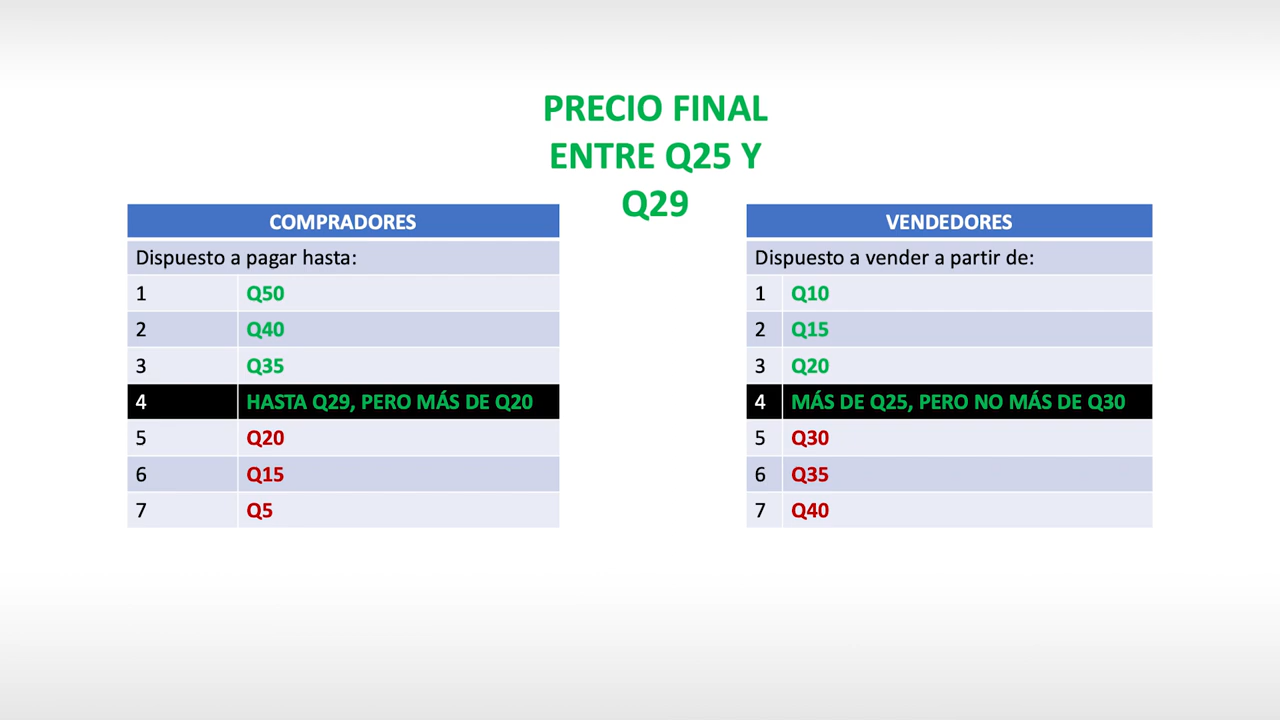 PRECIO FINAL
ENTRE Q25 Y
Q29
COMPRADORES
Dispuesto a pagar hasta:
1 Q50
2 Q40
3 Q35
4 HASTA Q29, PERO MÁS DE Q20
5 Q20
6 Q15
7 Q5
VENDEDORES
Dispuesto a vender a partir de:
1 Q10
2 Q15
3 Q20
4 MÁS DE Q25, PERO NO MÁS DE Q30
5 Q30
6 Q35
7 Q40